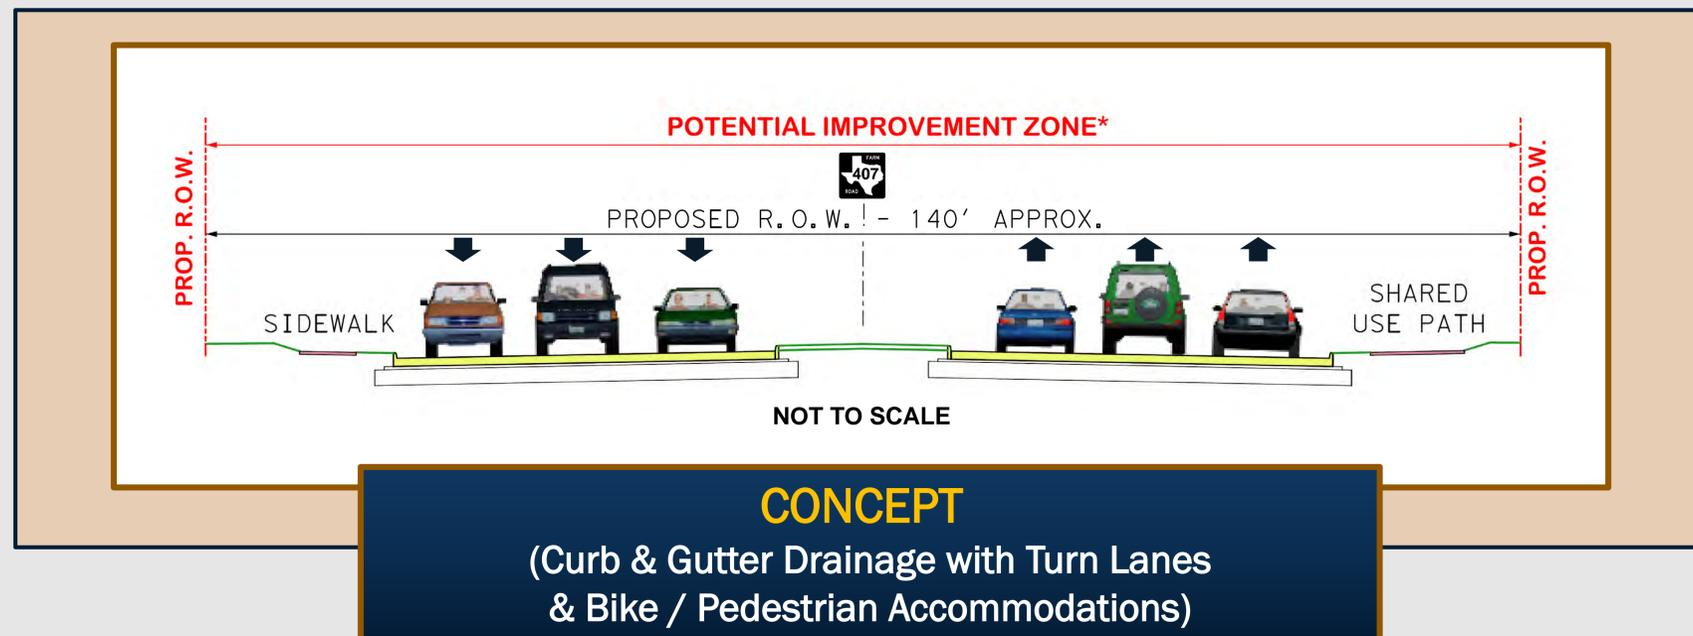 POTENTIAL IMPROVEMENT ZONE*
FARM
407
ROAD
PROPOSED R.O.W. - 140' APPROX.
PROP. R.O.W.
PROP. R.O.W.
SIDEWALK
SHARED
USE PATH
NOT TO SCALE
CONCEPT
(Curb & Gutter Drainage with Turn Lanes
& Bike / Pedestrian Accommodations)